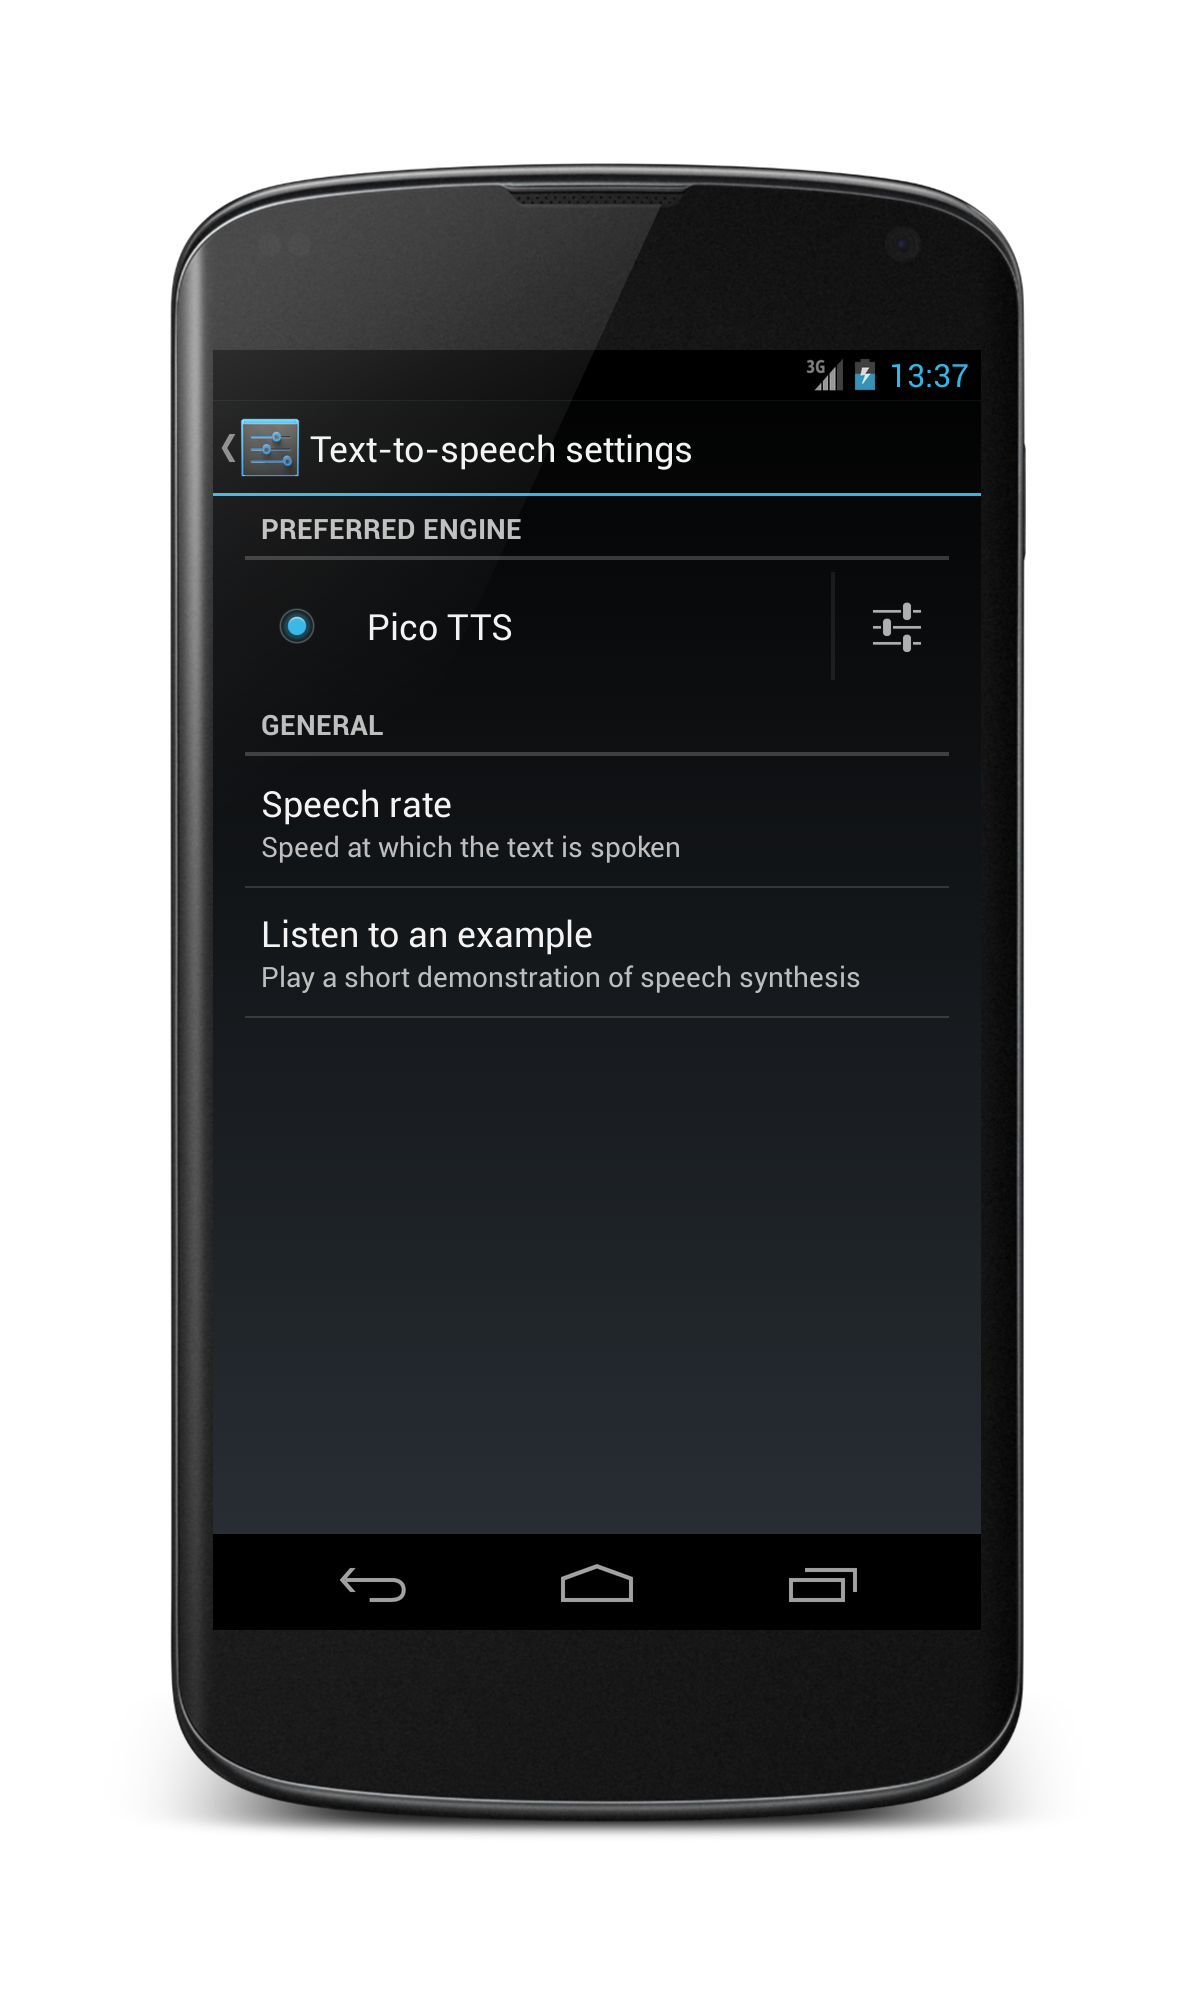 3G 13:37
Text-to-speech settings
PREFERRED ENGINE
Pico TTS
GENERAL
Speech rate
Speed at which the text is spoken
Listen to an example
Play a short demonstration of speech synthesis